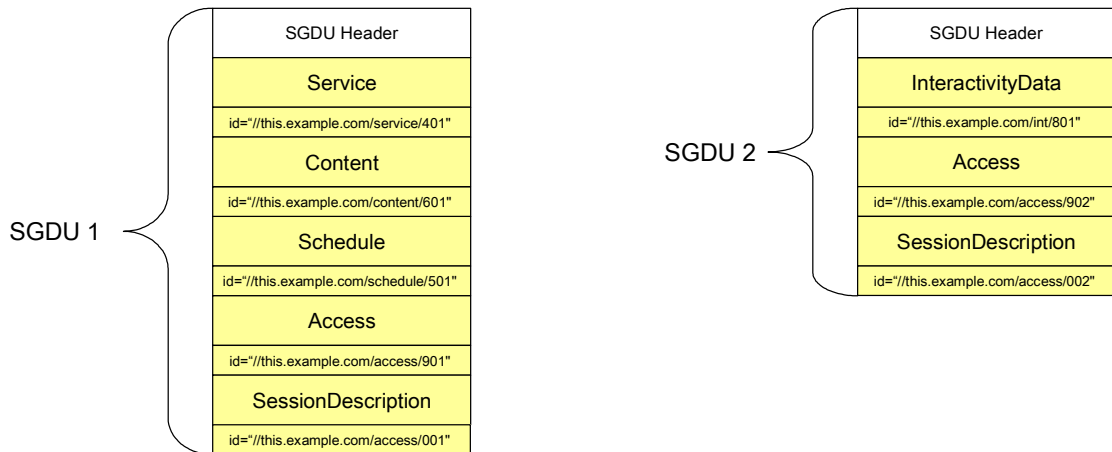 SGDU 1
SGDU Header
Service
id=“//this.example.com/service/401"
Content
id=“//this.example.com/content/601"
Schedule
id=“//this.example.com/schedule/501"
Access
id=“//this.example.com/access/901"
SessionDescription
id=“//this.example.com/access/001"
SGDU 2
SGDU Header
InteractivityData
id=“//this.example.com/int/801"
Access
id=“//this.example.com/access/902"
SessionDescription
id=“//this.example.com/access/002"